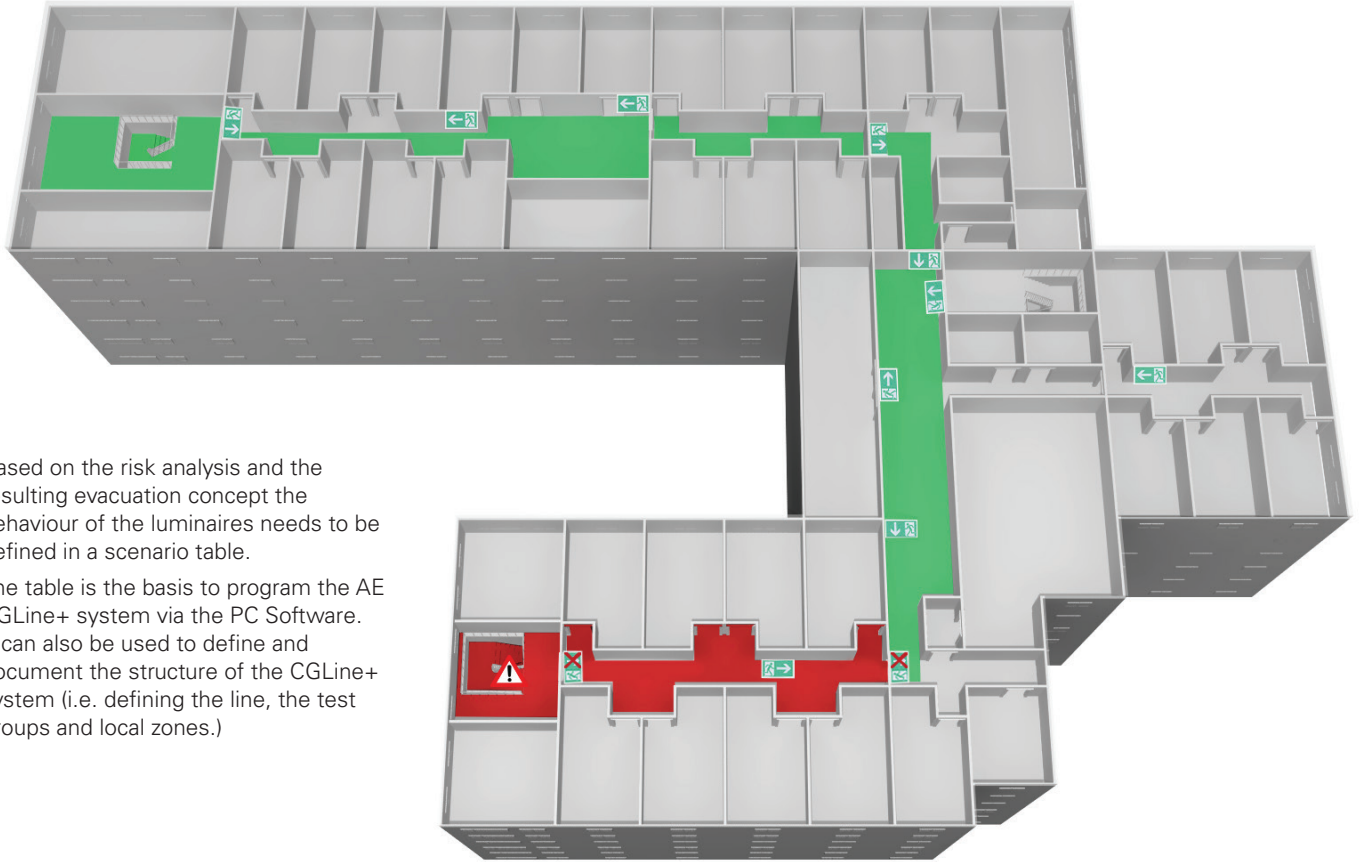 ased on the risk analysis and the
sulting evacuation concept the
ehaviour of the luminaires needs to be
efined in a scenario table.
he table is the basis to program the AE
GLine+ system via the PC Software.
can also be used to define and
ocument the structure of the CGLine+
ystem (i.e. defining the line, the test
roups and local zones.)